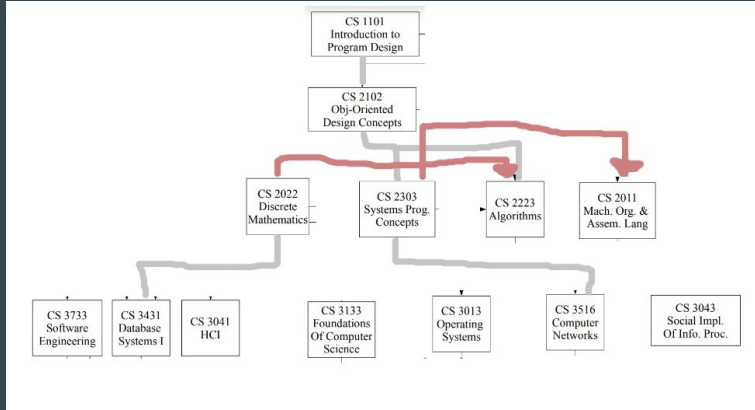 CS 1101
Introduction to
Program Design
CS 2102
Obj-Oriented
Design Concepts
CS 2022
Discrete
Mathematics
CS 2303
Systems Prog.
Concepts
CS 2223
Algorithms
CS 2011
Mach. Org. &
Assem. Lang
CS 3733
Software
Engineering
CS 3431
Database
Systems I
CS 3041
HCI
CS 3133
Foundations
Of Computer
Science
CS 3013
Operating
Systems
CS 3516
Computer
Networks
CS 3043
Social Impl.
Of Info. Proc.